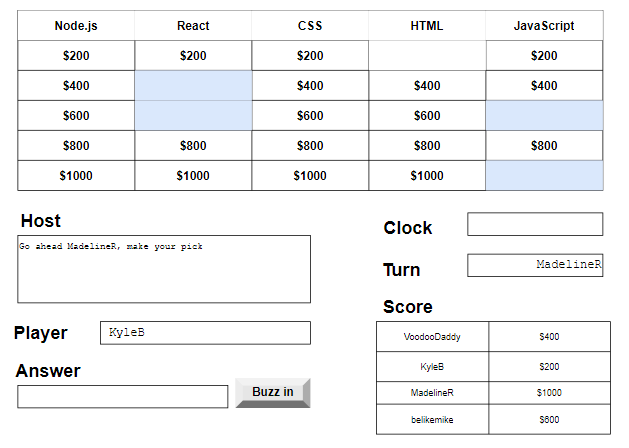 Node.js React CSS HTML JavaScript
$200 $200 $200 $200
$400 $400 $400 $400
$600 $600 $600
$800 $800 $800 $800 $800
$1000 $1000 $1000 $1000
Host
Go ahead MadelineR, make your pick
Player KyleB
Answer
Buzz in
Clock
Turn MadelineR
Score
VoodooDaddy $400
KyleB $200
MadelineR $1000
belikemike $600